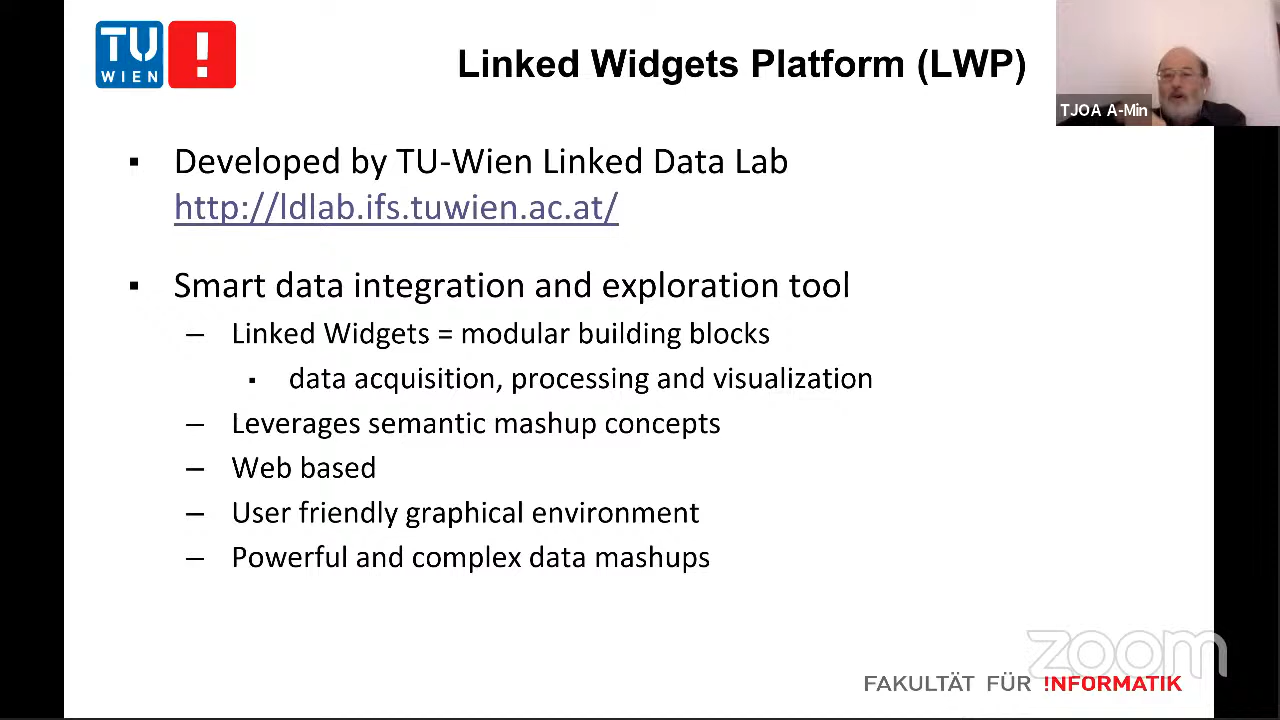 TU
WIEN
!
Linked Widgets Platform (LWP)
TJOA A-Min
▪ Developed by TU-Wien Linked Data Lab
http://ldlab.ifs.tuwien.ac.at/
▪ Smart data integration and exploration tool
– Linked Widgets = modular building blocks
▪ data acquisition, processing and visualization
– Leverages semantic mashup concepts
– Web based
– User friendly graphical environment
– Powerful and complex data mashups
zoom
FAKULTÄT FÜR !NFORMATIK